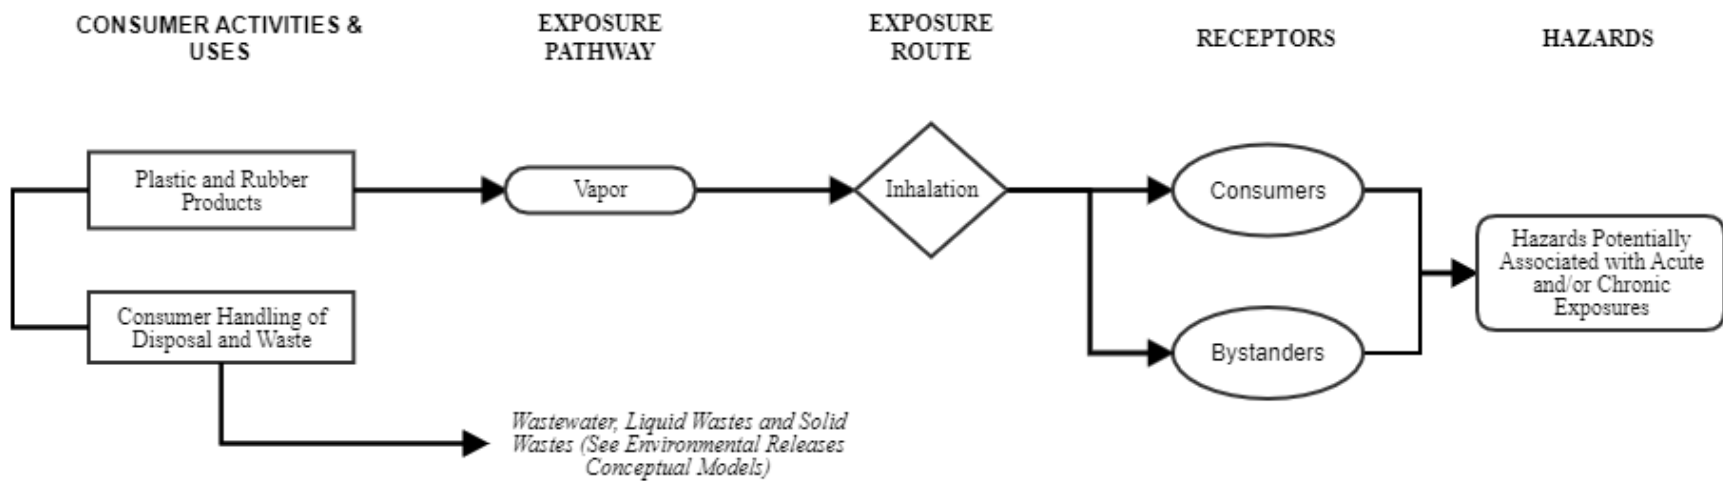 CONSUMER ACTIVITIES &
USES
EXPOSURE
PATHWAY
EXPOSURE
ROUTE
RECEPTORS
HAZARDS
Plastic and Rubber
Products
Vapor
Inhalation
Consumers
Hazards Potentially
Associated with Acute
and/or Chronic
Exposures
Consumer Handling of
Disposal and Waste
Bystanders
Wastewater, Liquid Wastes and Solid
Wastes (See Environmental Releases
Conceptual Models)